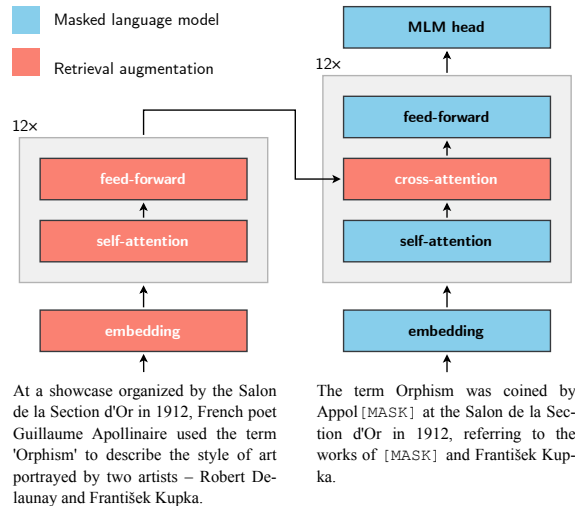 Masked language model
Retrieval augmentation
12×
feed-forward
self-attention
embedding
At a showcase organized by the Salon
de la Section d'Or in 1912, French poet
Guillaume Apollinaire used the term
'Orphism' to describe the style of art
portrayed by two artists – Robert De-
launay and František Kupka.
MLM head
12×
feed-forward
cross-attention
self-attention
embedding
The term Orphism was coined by
Appol[MASK] at the Salon de la Sec-
tion d'Or in 1912, referring to the
works of [MASK] and František Kup-
ka.